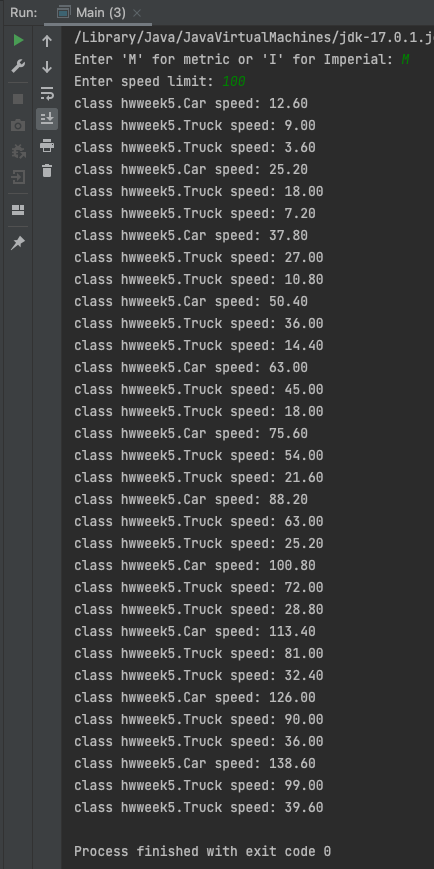 Run: Main (3) ×
/Library/Java/JavaVirtualMachines/jdk-17.0.1.jd
Enter 'M' for metric or 'I' for Imperial: M
Enter speed limit: 100
class hwweek5.Car speed: 12.60
class hwweek5.Truck speed: 9.00
class hwweek5.Truck speed: 3.60
class hwweek5.Car speed: 25.20
class hwweek5.Truck speed: 18.00
class hwweek5.Truck speed: 7.20
class hwweek5.Car speed: 37.80
class hwweek5.Truck speed: 27.00
class hwweek5.Truck speed: 10.80
class hwweek5.Car speed: 50.40
class hwweek5.Truck speed: 36.00
class hwweek5.Truck speed: 14.40
class hwweek5.Car speed: 63.00
class hwweek5.Truck speed: 45.00
class hwweek5.Truck speed: 18.00
class hwweek5.Car speed: 75.60
class hwweek5.Truck speed: 54.00
class hwweek5.Truck speed: 21.60
class hwweek5.Car speed: 88.20
class hwweek5.Truck speed: 63.00
class hwweek5.Truck speed: 25.20
class hwweek5.Car speed: 100.80
class hwweek5.Truck speed: 72.00
class hwweek5.Truck speed: 28.80
class hwweek5.Car speed: 113.40
class hwweek5.Truck speed: 81.00
class hwweek5.Truck speed: 32.40
class hwweek5.Car speed: 126.00
class hwweek5.Truck speed: 90.00
class hwweek5.Truck speed: 36.00
class hwweek5.Car speed: 138.60
class hwweek5.Truck speed: 99.00
class hwweek5.Truck speed: 39.60
Process finished with exit code 0